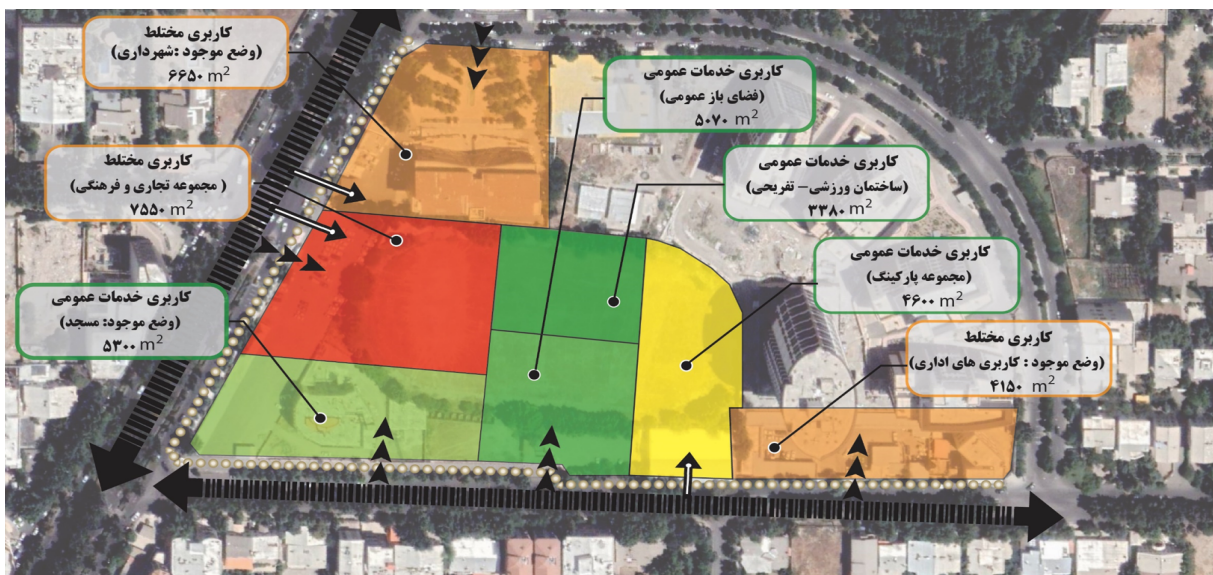 کاربری مختلط
(وضع موجود :شهرداری)
۶۶۵۰ m²
کاربری خدمات عمومی
(فضای باز عمومی)
۵۰۷۰ m²
کاربری مختلط
( مجموعه تجاری و فرهنگی)
۷۵۵۰ m²
کاربری خدمات عمومی
(ساختمان ورزشی– تفریحی)
۳۳۸۰ m²
کاربری خدمات عمومی
(مجموعه پارکینگ)
۴۶۰۰ m²
کاربری خدمات عمومی
(وضع موجود: مسجد)
۵۳۰۰ m²
کاربری مختلط
(وضع موجود : کاربری های اداری)
۴۱۵۰ m²